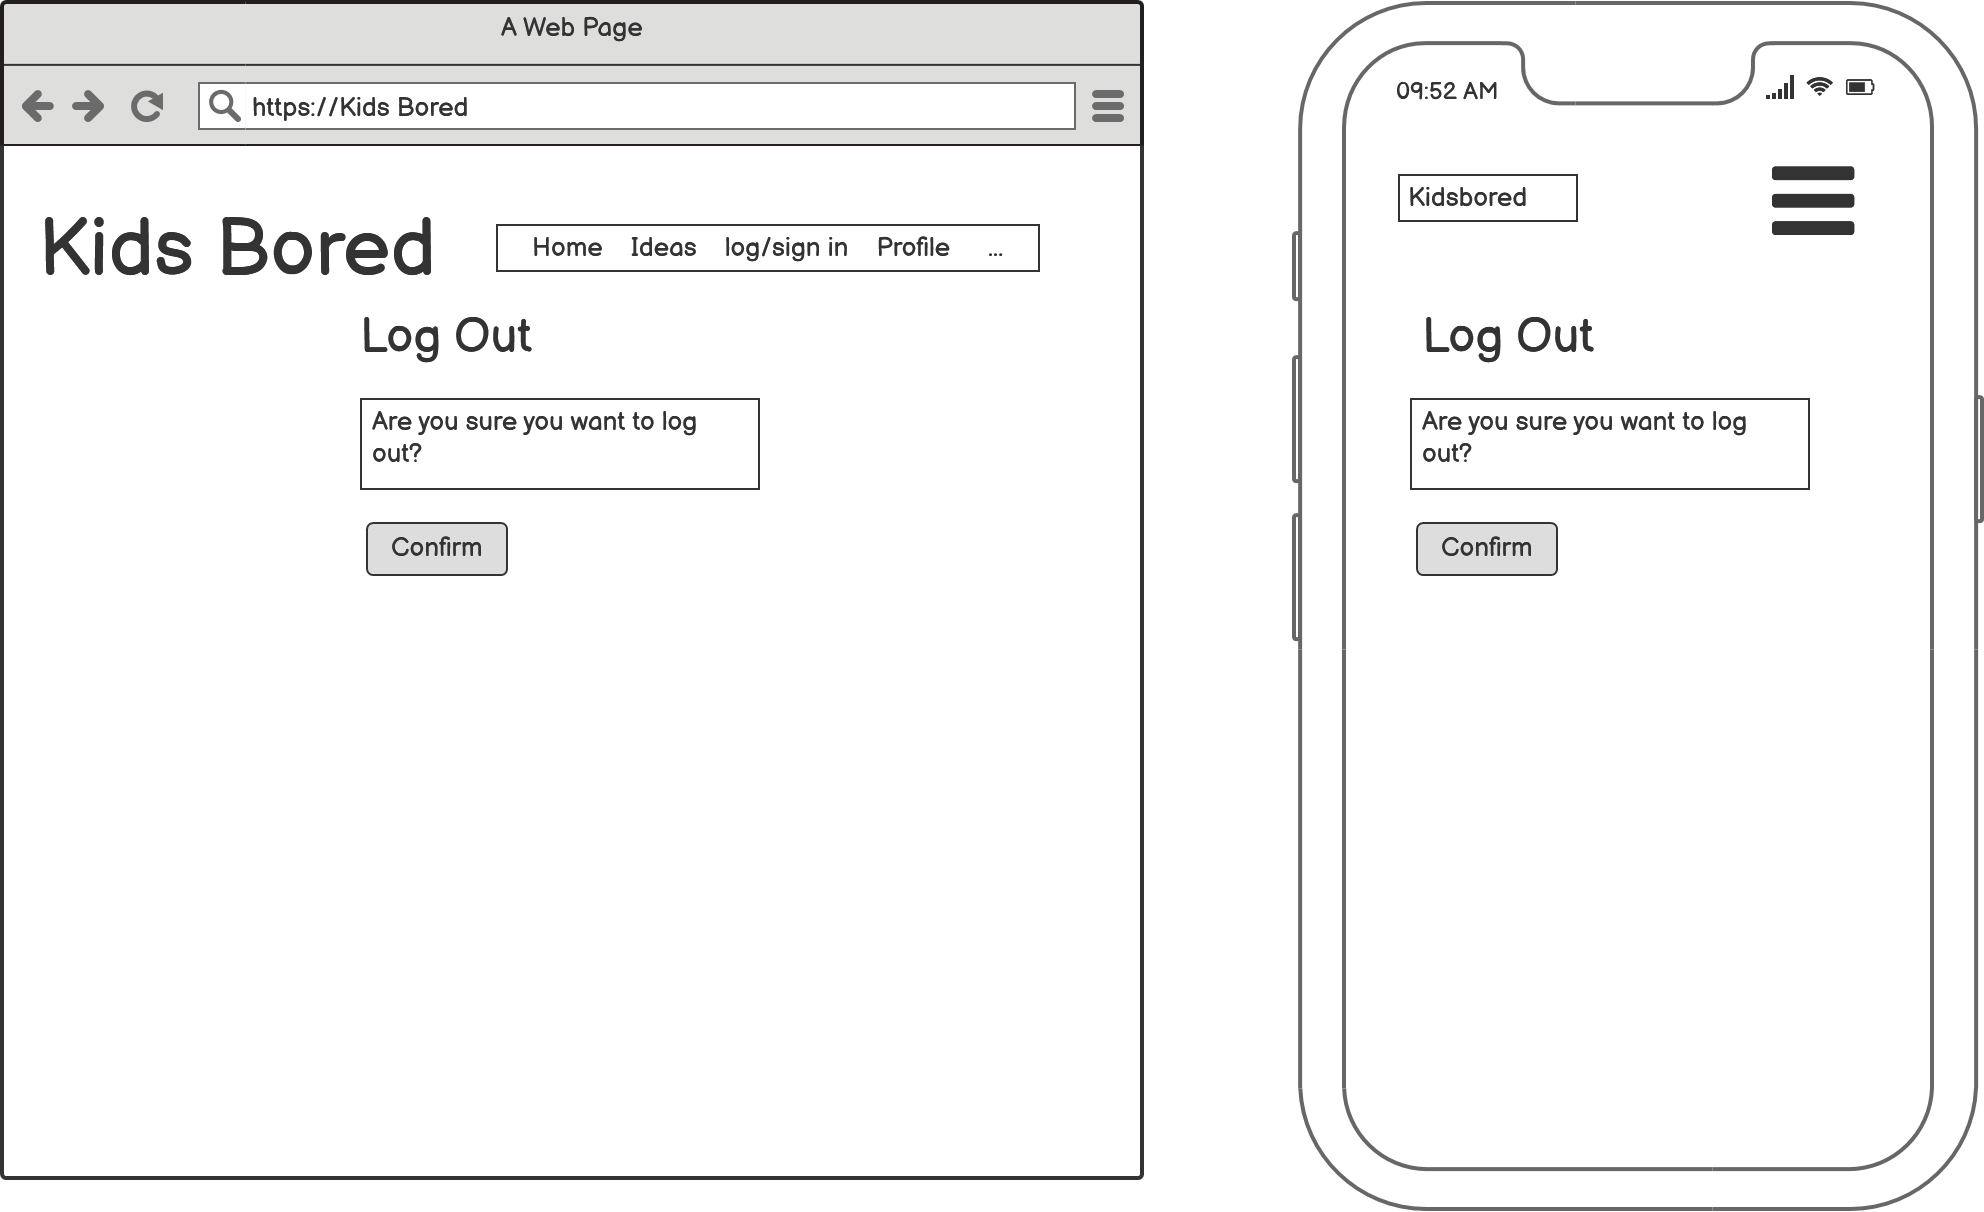 A Web Page
https://Kids Bored
Kids Bored
Home Ideas log/sign in Profile ...
Log Out
Are you sure you want to log
out?
Confirm
09:52 AM
Kidsbored
Log Out
Are you sure you want to log
out?
Confirm